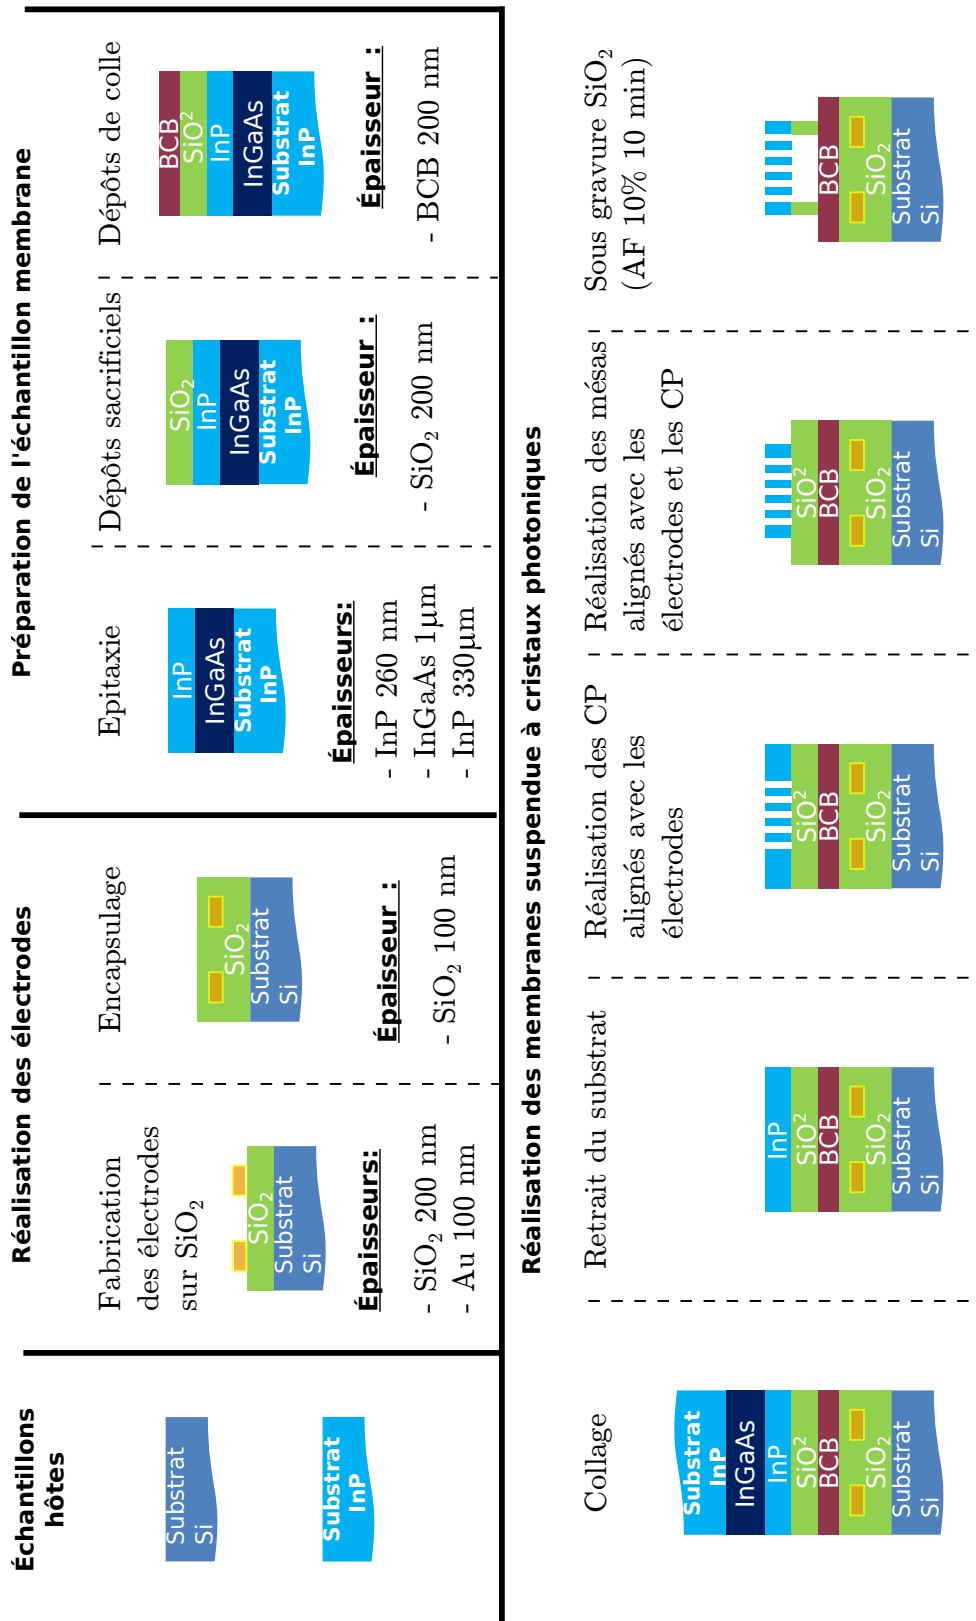 Échantillons
hôtes
Substrat
Si
Substrat
InP
Réalisation des électrodes
Fabrication
des électrodes
sur SiO₂
SiO₂
Substrat
Si
Épaisseurs:
- SiO₂ 200 nm
- Au 100 nm
Encapsulage
SiO₂
Substrat
Si
Épaisseur :
- SiO₂ 100 nm
Préparation de l'échantillon membrane
Epitaxie
InP
InGaAs
Substrat
InP
Épaisseurs:
- InP 260 nm
- InGaAs 1µm
- InP 330µm
Dépôts sacrificiels
SiO₂
InP
InGaAs
Substrat
InP
Épaisseur :
- SiO₂ 200 nm
Dépôts de colle
BCB
SiO²
InP
InGaAs
Substrat
InP
Épaisseur :
- BCB 200 nm
Réalisation des membranes suspendue à cristaux photoniques
Collage
Substrat
InP
InGaAs
InP
SiO²
BCB
SiO₂
Substrat
Si
Retrait du substrat
InP
SiO²
BCB
SiO₂
Substrat
Si
Réalisation des CP
alignés avec les
électrodes
SiO²
BCB
SiO₂
Substrat
Si
Réalisation des mésas
alignés avec les
électrodes et les CP
SiO²
BCB
SiO₂
Substrat
Si
Sous gravure SiO₂
(AF 10% 10 min)
BCB
SiO₂
Substrat
Si